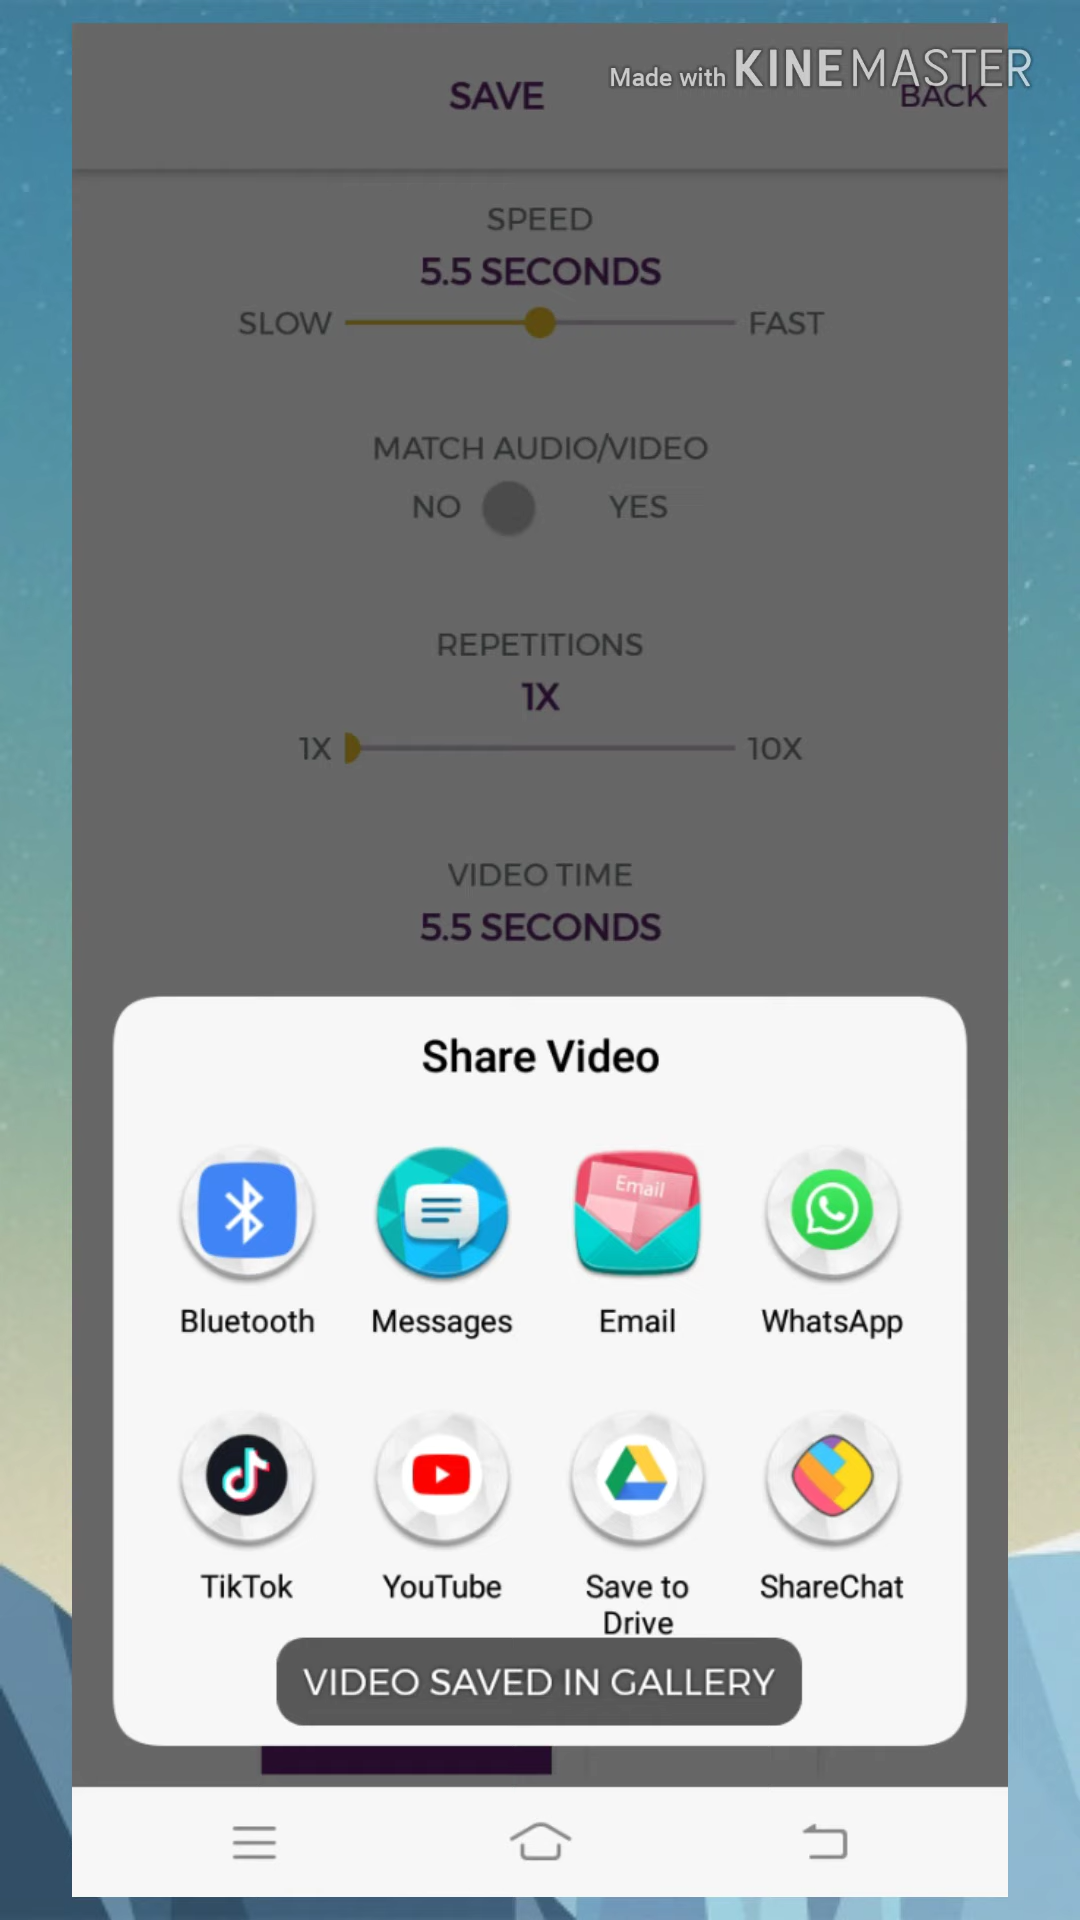 Made with KINEMASTER
SAVE
BACK
SPEED
5.5 SECONDS
SLOW FAST
MATCH AUDIO/VIDEO
NO YES
REPETITIONS
1X
1X 10X
VIDEO TIME
5.5 SECONDS
Share Video
Email
Bluetooth Messages Email WhatsApp
TikTok YouTube Save to Drive ShareChat
VIDEO SAVED IN GALLERY